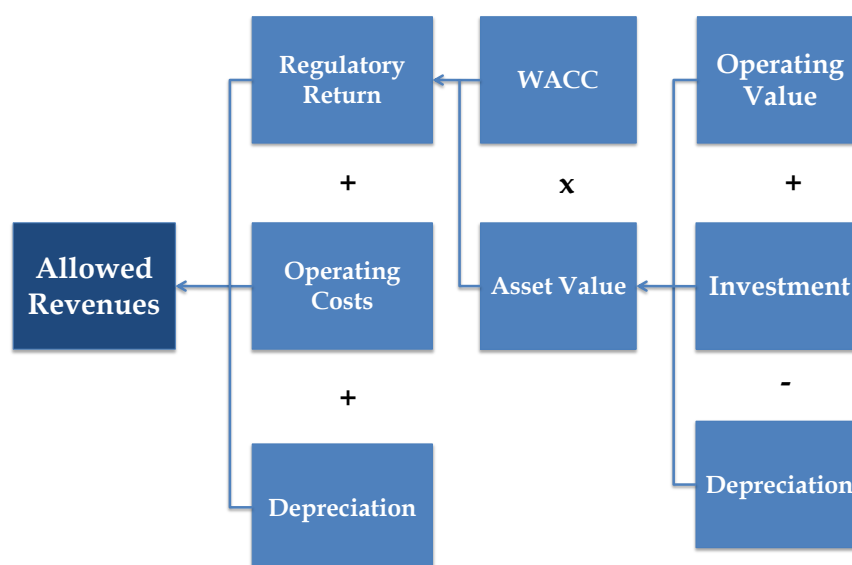 Regulatory
Return
WACC
Operating
Value
+
x
+
Allowed
Revenues
Operating
Costs
Asset Value
Investment
+
-
Depreciation
Depreciation